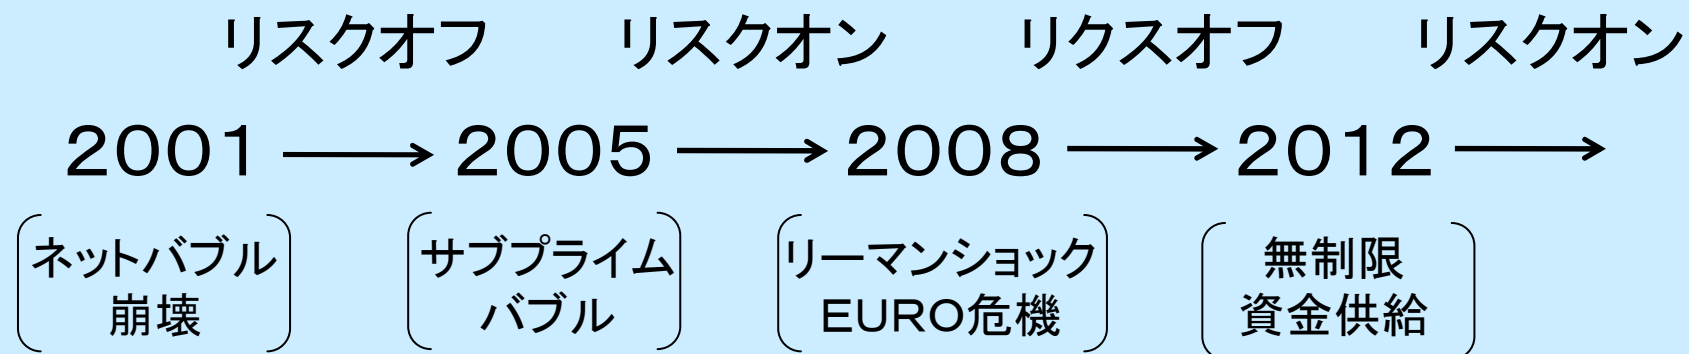 リスクオフ リスクオン リクスオフ リスクオン
2001 → 2005 → 2008 → 2012 →
ネットバブル サブプライム リーマンショック 無制限
崩壊 バブル EURO危機 資金供給